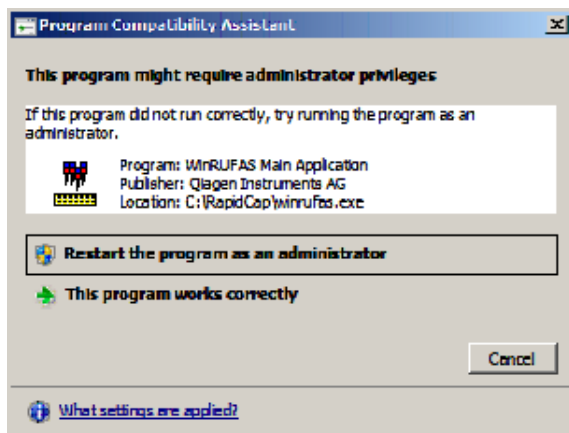 Program Compatibility Assistant
This program might require administrator privileges
If this program did not run correctly, try running the program as an
administrator.
Program: WinRUFAS Main Application
Publisher: Qiagen Instruments AG
Location: C:\RapidCap\winrufas.exe
Restart the program as an administrator
This program works correctly
Cancel
What settings are applied?